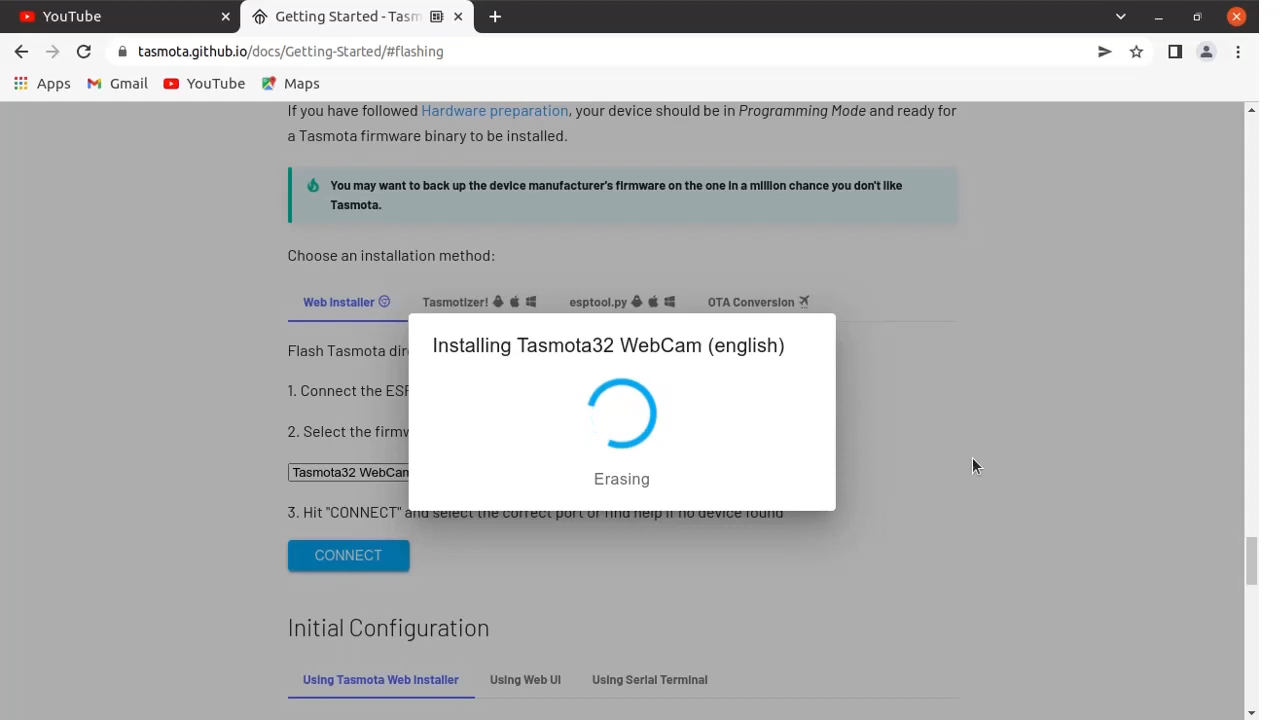 YouTube
Getting Started - Tasm
tasmota.github.io/docs/Getting-Started/#flashing
Apps Gmail YouTube Maps
If you have followed Hardware preparation, your device should be in Programming Mode and ready for
a Tasmota firmware binary to be installed.
You may want to back up the device manufacturer's firmware on the one in a million chance you don't like
Tasmota.
Choose an installation method:
Web Installer Tasmotizer! esptool.py OTA Conversion
Installing Tasmota32 WebCam (english)
Flash Tasmota dir
1. Connect the ESP
2. Select the firmw
Tasmota32 WebCam
Erasing
3. Hit "CONNECT" and select the correct port or find help if no device found
CONNECT
Initial Configuration
Using Tasmota Web Installer Using Web UI Using Serial Terminal